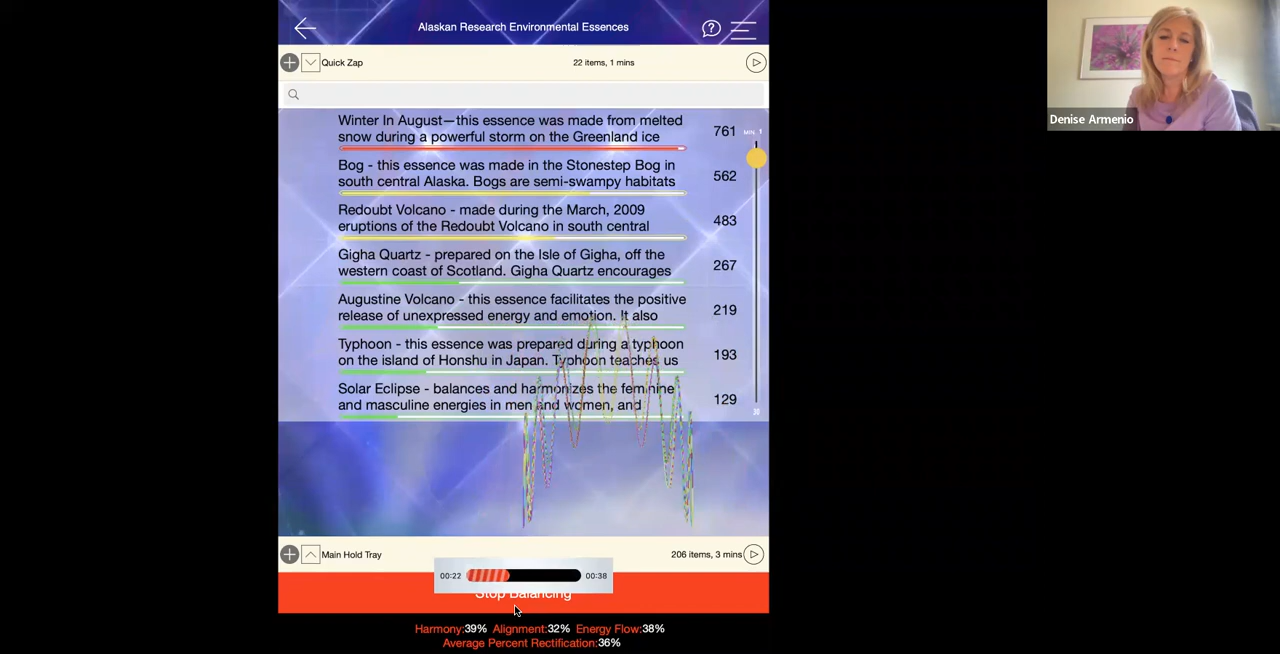 Alaskan Research Environmental Essences
Denise Armenio
Quick Zap
22 items, 1 mins
Winter In August—this essence was made from melted
snow during a powerful storm on the Greenland ice
761
MIN. 1
Bog - this essence was made in the Stonestep Bog in
south central Alaska. Bogs are semi-swampy habitats
562
Redoubt Volcano - made during the March, 2009
eruptions of the Redoubt Volcano in south central
483
Gigha Quartz - prepared on the Isle of Gigha, off the
western coast of Scotland. Gigha Quartz encourages
267
Augustine Volcano - this essence facilitates the positive
release of unexpressed energy and emotion. It also
219
Typhoon - this essence was prepared during a typhoon
on the island of Honshu in Japan. Typhoon teaches us
193
Solar Eclipse - balances and harmonizes the feminine
and masculine energies in men and women, and
129
30
Main Hold Tray
206 items, 3 mins
00:22
00:38
Stop Balancing
Harmony:39% Alignment:32% Energy Flow:38%
Average Percent Rectification:36%